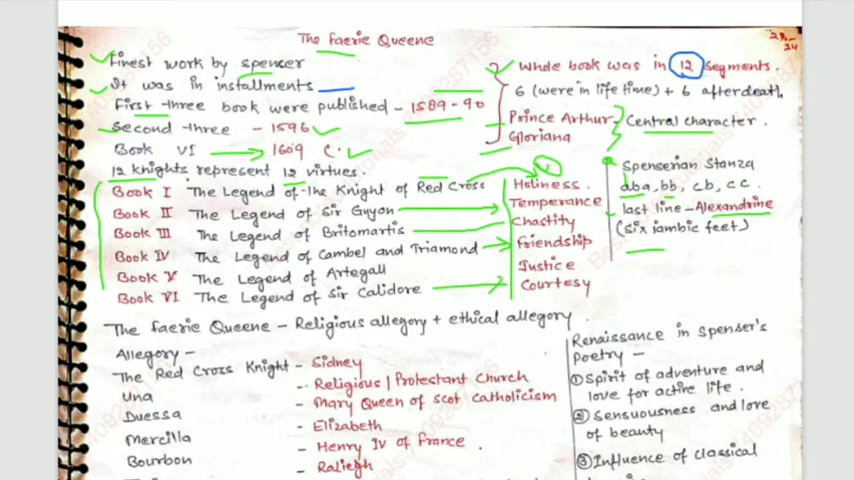 The Faerie Queene
23-24
Finest work by spenser
It was in installments
First three book were published - 1589-90
Second three - 1596
Book VI → 1609 C.
12 knights represent 12 virtues.
Whole book was in 12 segments.
6 (were in life time) + 6 after death
Prince Arthur
Gloriana
Central character.
Book I The Legend of the Knight of Red Cross Holiness.
Book II The Legend of Sir Guyon Temperance
Book III The Legend of Britomartis Chastity
Book IV The Legend of Cambel and Triamond Friendship
Book V The Legend of Artegall Justice
Book VI The Legend of Sir Calidore Courtesy
Spenserian Stanza
aba, bb, cb, cc.
last line - Alexandrine
(Six iambic feet)
The Faerie Queene - Religious allegory + ethical allegory
Allegory -
The Red Cross Knight - Sidney
Una - Religious / Protestant Church
Duessa - Mary Queen of scot catholicism
Mercilla - Elizabeth
Bourbon - Henry IV of France
- Raliegh
Renaissance in Spenser's
Poetry -
① Spirit of adventure and
love for active life.
② Sensuousness and love
of beauty
③ Influence of classical